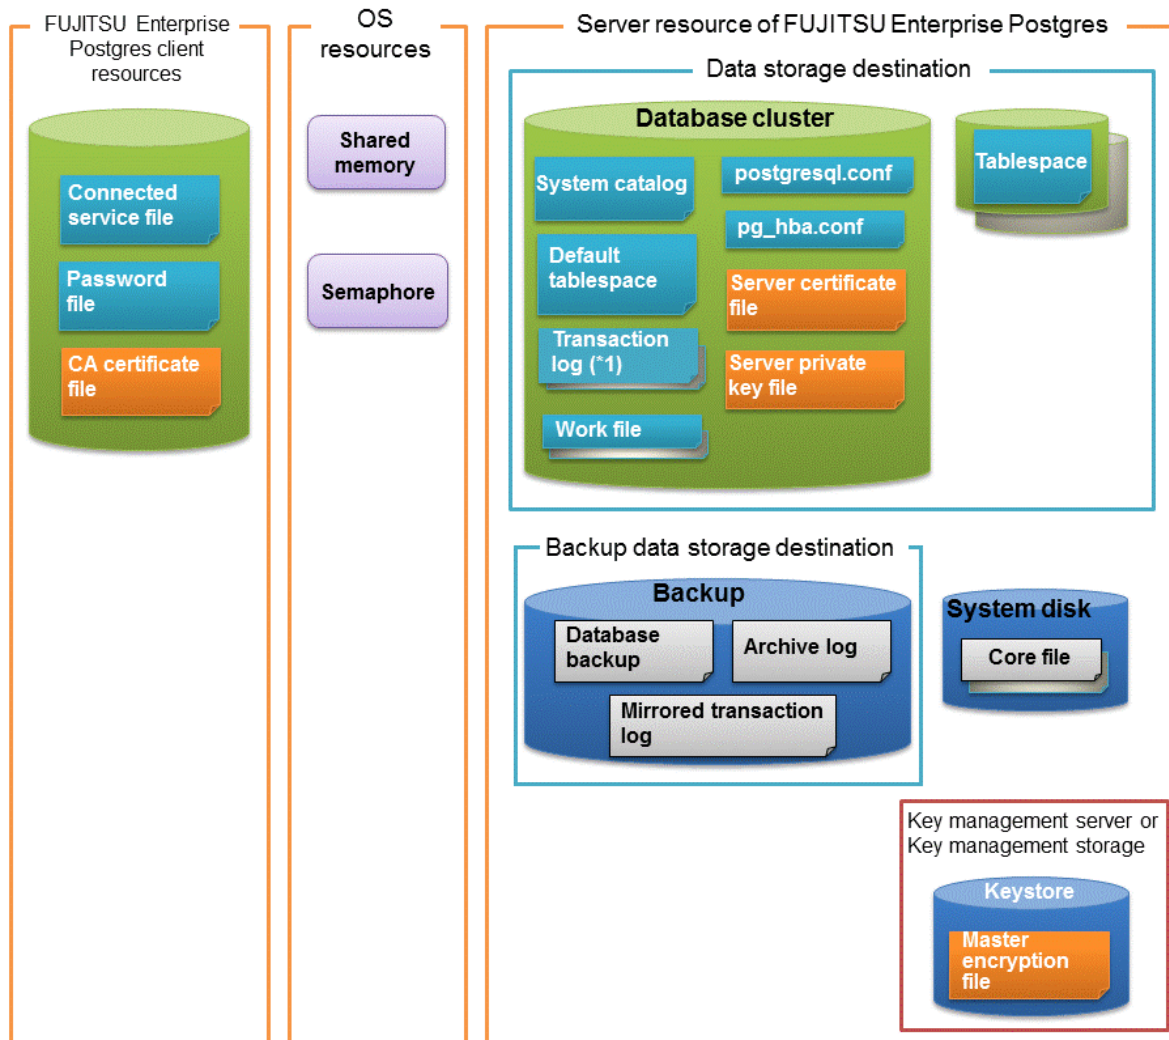 FUJITSU Enterprise
Postgres client
resources
Connected
service file
Password
file
CA certificate
file
OS
resources
Shared
memory
Semaphore
Server resource of FUJITSU Enterprise Postgres
Data storage destination
Database cluster
System catalog
Default
tablespace
Transaction
log (*1)
Work file
postgresql.conf
pg_hba.conf
Server certificate
file
Server private
key file
Tablespace
Backup data storage destination
Backup
Database
backup
Archive log
Mirrored transaction
log
System disk
Core file
Key management server or
Key management storage
Keystore
Master
encryption
file